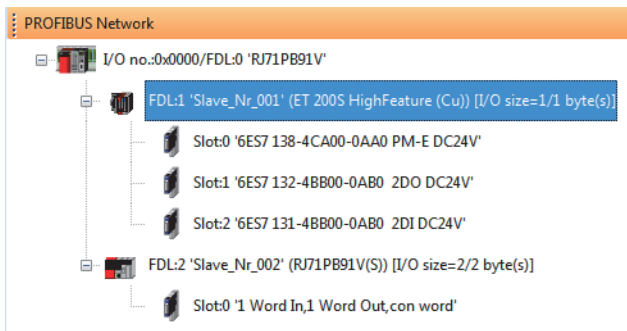 PROFIBUS Network
I/O no.:0x0000/FDL:0 'RJ71PB91V'
FDL:1 'Slave_Nr_001' (ET 200S HighFeature (Cu)) [I/O size=1/1 byte(s)]
Slot:0 '6ES7 138-4CA00-0AA0 PM-E DC24V'
Slot:1 '6ES7 132-4BB00-0AB0  2DO DC24V'
Slot:2 '6ES7 131-4BB00-0AB0  2DI DC24V'
FDL:2 'Slave_Nr_002' (RJ71PB91V(S)) [I/O size=2/2 byte(s)]
Slot:0 '1 Word In,1 Word Out,con word'